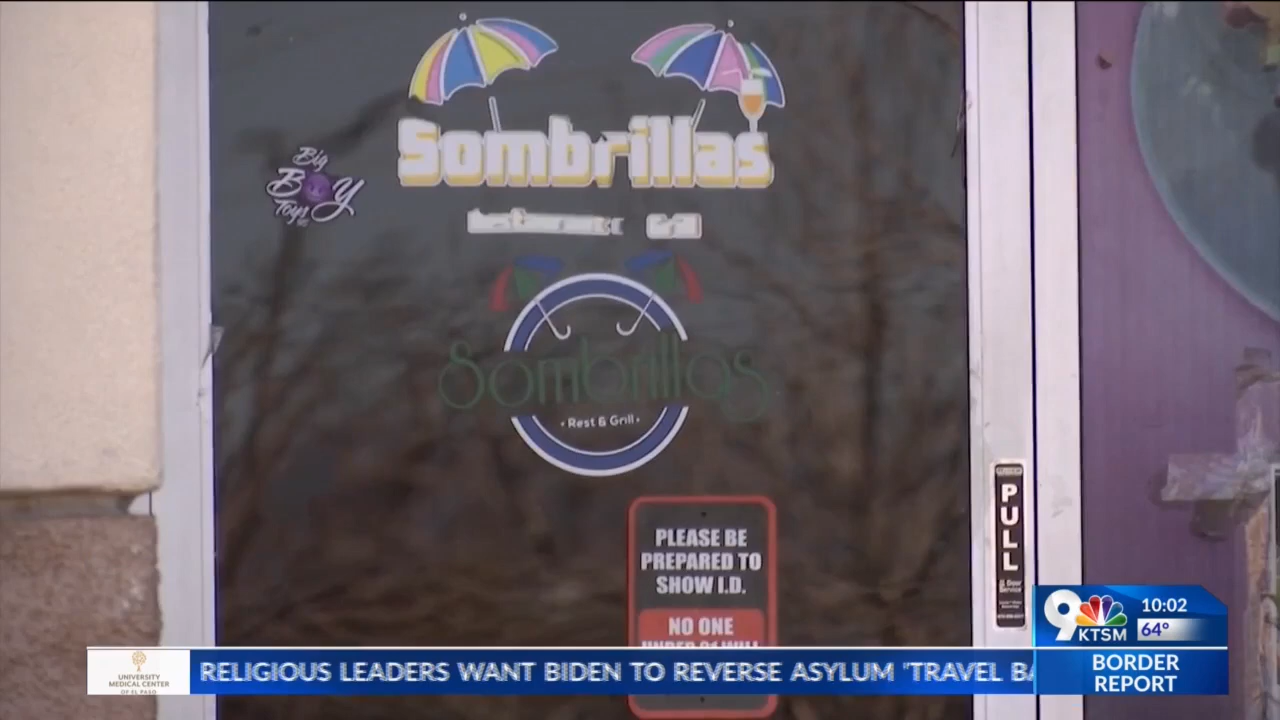 Sombrillas
Big
BOY
Toys
Sombrillas
• Rest & Grill •
PLEASE BE
PREPARED TO
SHOW I.D.
NO ONE
PULL
9
KTSM
10:02
64°
BORDER
REPORT
UNIVERSITY
MEDICAL CENTER
OF EL PASO
RELIGIOUS LEADERS WANT BIDEN TO REVERSE ASYLUM 'TRAVEL BA